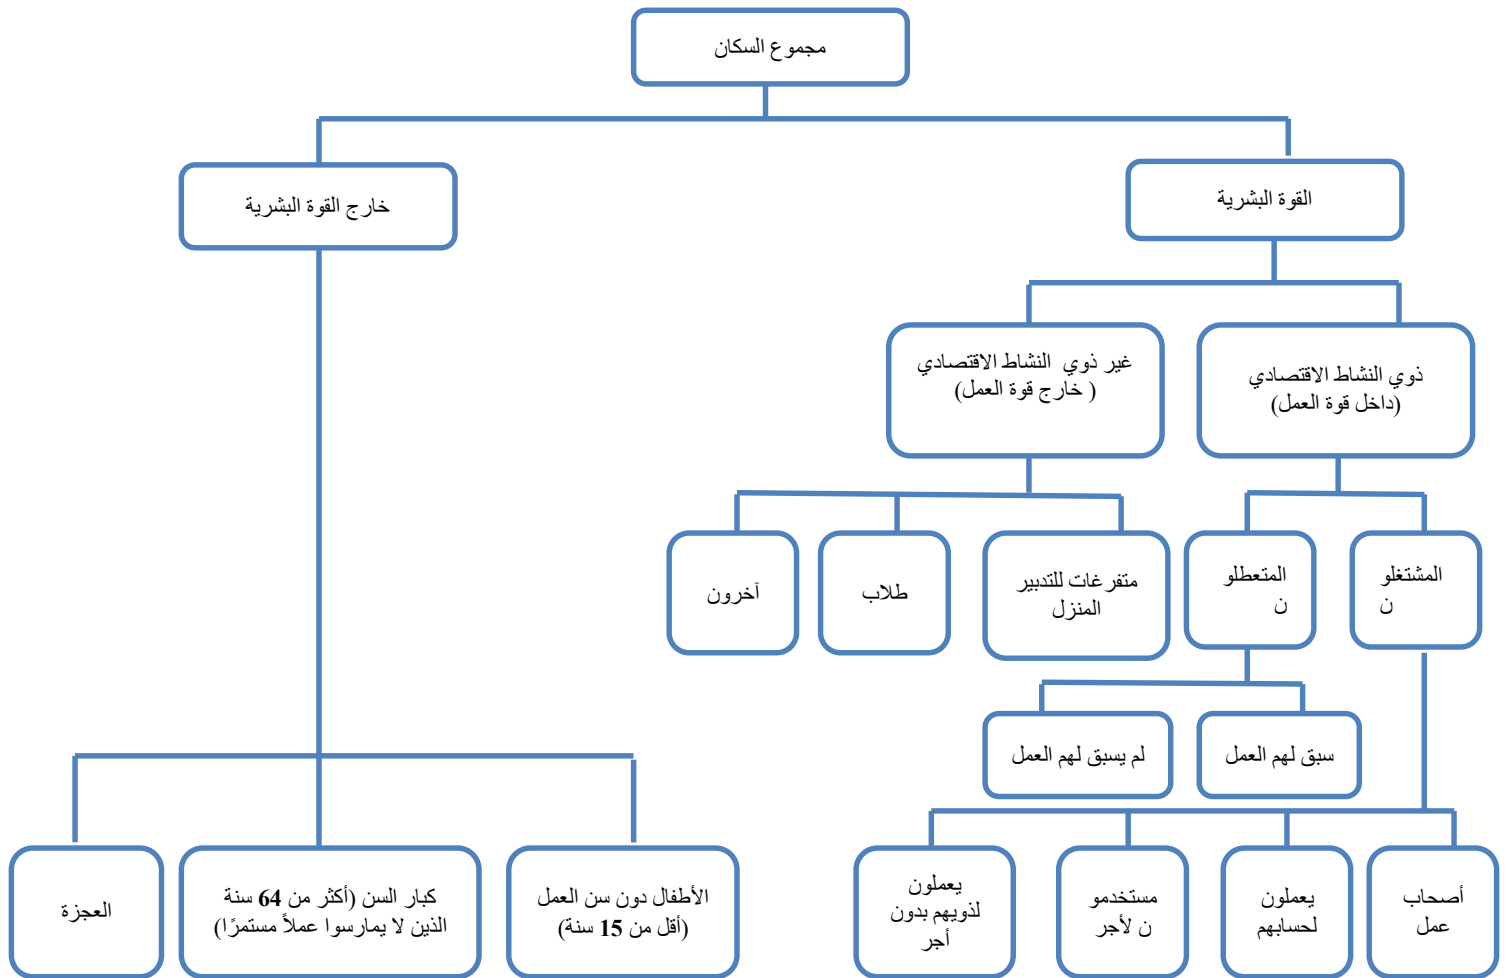 مجموع السكان
القوة البشرية
خارج القوة البشرية
ذوي النشاط الاقتصادي
(داخل قوة العمل)
غير ذوي النشاط الاقتصادي
( خارج قوة العمل)
المشتغلو
ن
المتعطلو
ن
متفرغات للتدبير
المنزل
طلاب
آخرون
سبق لهم العمل
لم يسبق لهم العمل
أصحاب
عمل
يعملون
لحسابهم
مستخدمو
ن لأجر
يعملون
لذويهم بدون
أجر
الأطفال دون سن العمل
(أقل من 15 سنة)
كبار السن (أكثر من 64 سنة
الذين لا يمارسوا عملاً مستمرًا)
العجزة